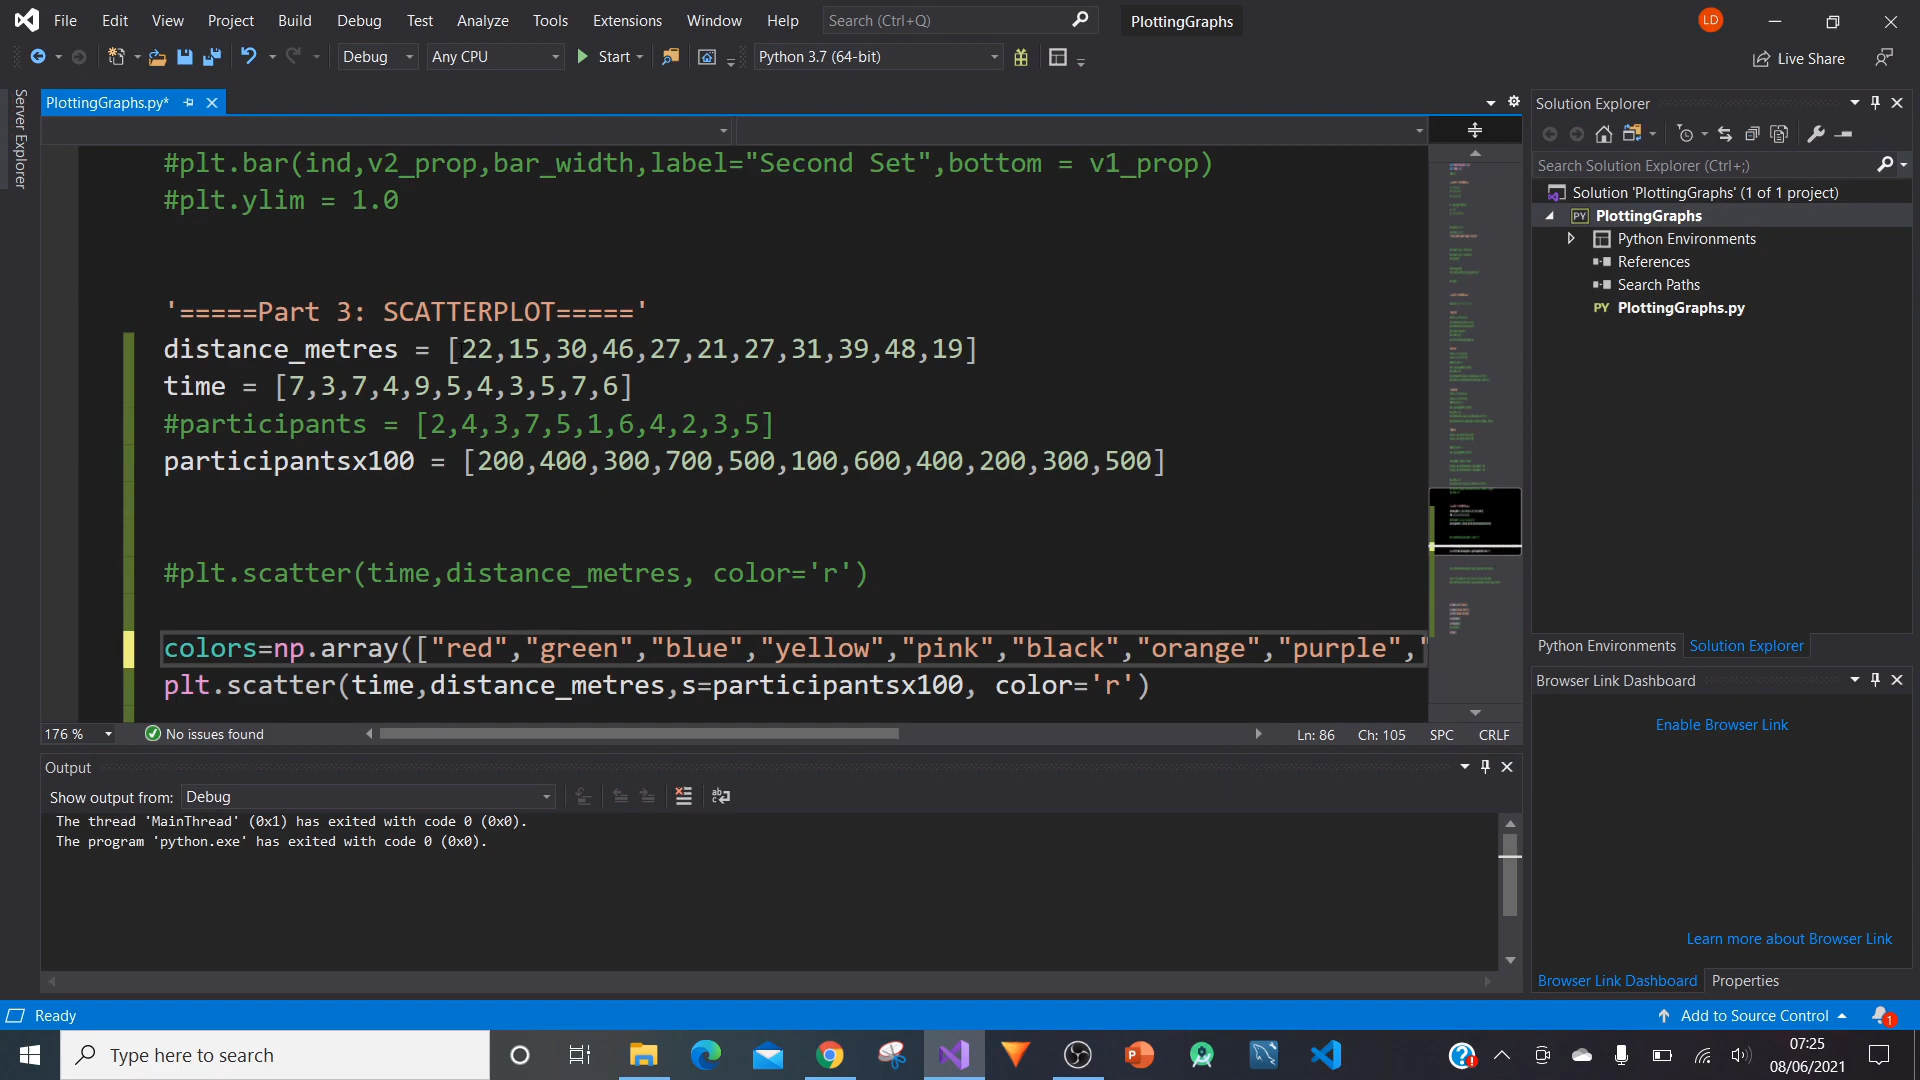 File Edit View Project Build Debug Test Analyze Tools Extensions Window Help Search (Ctrl+Q) PlottingGraphs LD
Debug Any CPU Start Python 3.7 (64-bit) Live Share
Server Explorer
PlottingGraphs.py*
#plt.bar(ind,v2_prop,bar_width,label="Second Set",bottom = v1_prop)
#plt.ylim = 1.0
'=====Part 3: SCATTERPLOT====='
distance_metres = [22,15,30,46,27,21,27,31,39,48,19]
time = [7,3,7,4,9,5,4,3,5,7,6]
#participants = [2,4,3,7,5,1,6,4,2,3,5]
participantsx100 = [200,400,300,700,500,100,600,400,200,300,500]
#plt.scatter(time,distance_metres, color='r')
colors=np.array(["red","green","blue","yellow","pink","black","orange","purple","
plt.scatter(time,distance_metres,s=participantsx100, color='r')
176 % No issues found Ln: 86 Ch: 105 SPC CRLF
Output
Show output from: Debug
The thread 'MainThread' (0x1) has exited with code 0 (0x0).
The program 'python.exe' has exited with code 0 (0x0).
Solution Explorer
Search Solution Explorer (Ctrl+;)
Solution 'PlottingGraphs' (1 of 1 project)
PY PlottingGraphs
Python Environments
References
Search Paths
PY PlottingGraphs.py
Python Environments Solution Explorer
Browser Link Dashboard
Enable Browser Link
Learn more about Browser Link
Browser Link Dashboard Properties
Ready Add to Source Control 1
Type here to search 07:25
08/06/2021